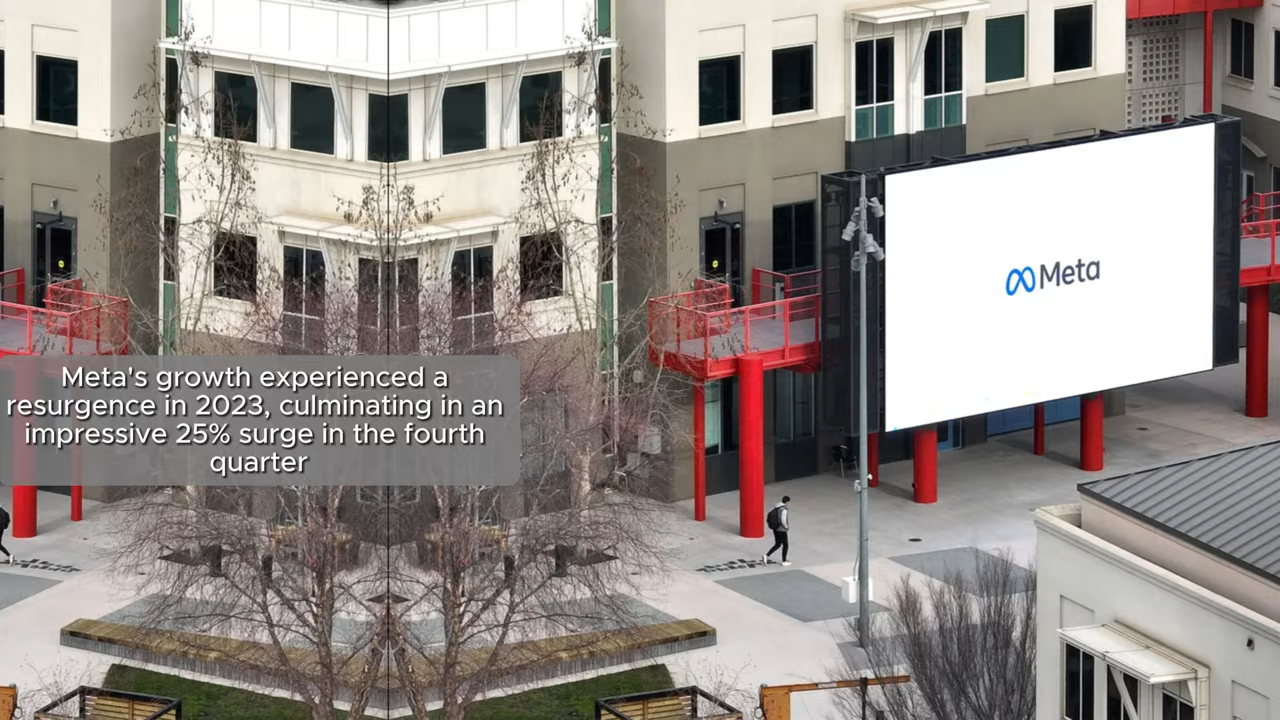 Meta's growth experienced a
resurgence in 2023, culminating in an
impressive 25% surge in the fourth
quarter
Meta